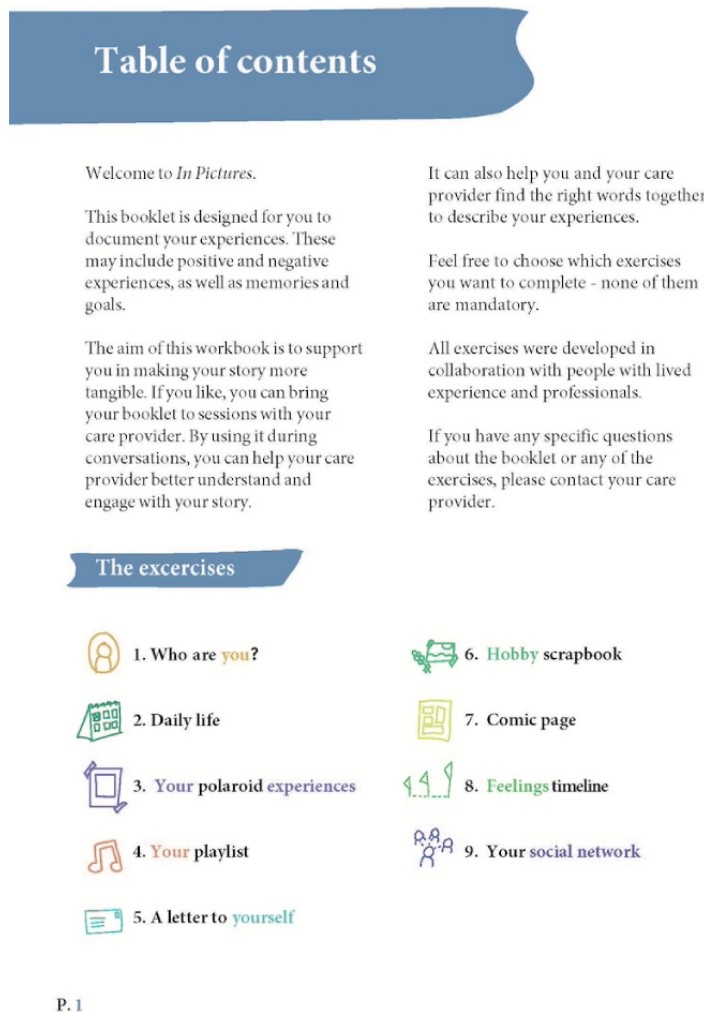 Table of contents
Welcome to In Pictures.
This booklet is designed for you to
document your experiences. These
may include positive and negative
experiences, as well as memories and
goals.
The aim of this workbook is to support
you in making your story more
tangible. If you like, you can bring
your booklet to sessions with your
care provider. By using it during
conversations, you can help your care
provider better understand and
engage with your story.
It can also help you and your care
provider find the right words together
to describe your experiences.
Feel free to choose which exercises
you want to complete - none of them
are mandatory.
All exercises were developed in
collaboration with people with lived
experience and professionals.
If you have any specific questions
about the booklet or any of the
exercises, please contact your care
provider.
The excercises
1. Who are you?
2. Daily life
3. Your polaroid experiences
4. Your playlist
5. A letter to yourself
6. Hobby scrapbook
7. Comic page
8. Feelings timeline
9. Your social network
P. 1